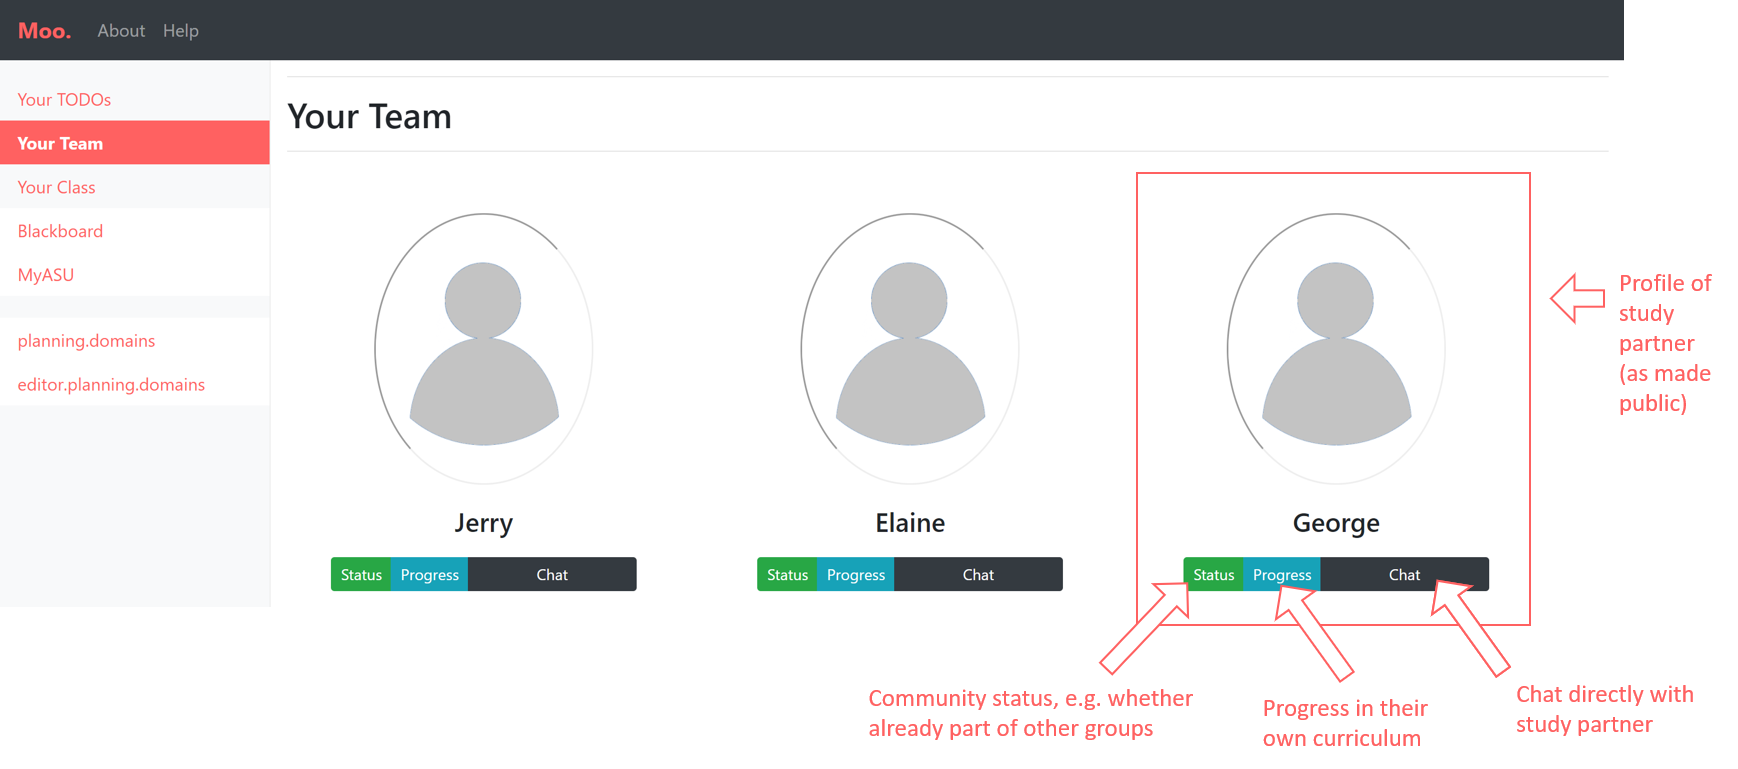 Moo. About Help
Your TODOs
Your Team
Your Class
Blackboard
MyASU
planning.domains
editor.planning.domains
Your Team
Jerry
Status Progress Chat
Elaine
Status Progress Chat
George
Status Progress Chat
Profile of
study
partner
(as made
public)
Community status, e.g. whether
already part of other groups
Progress in their
own curriculum
Chat directly with
study partner